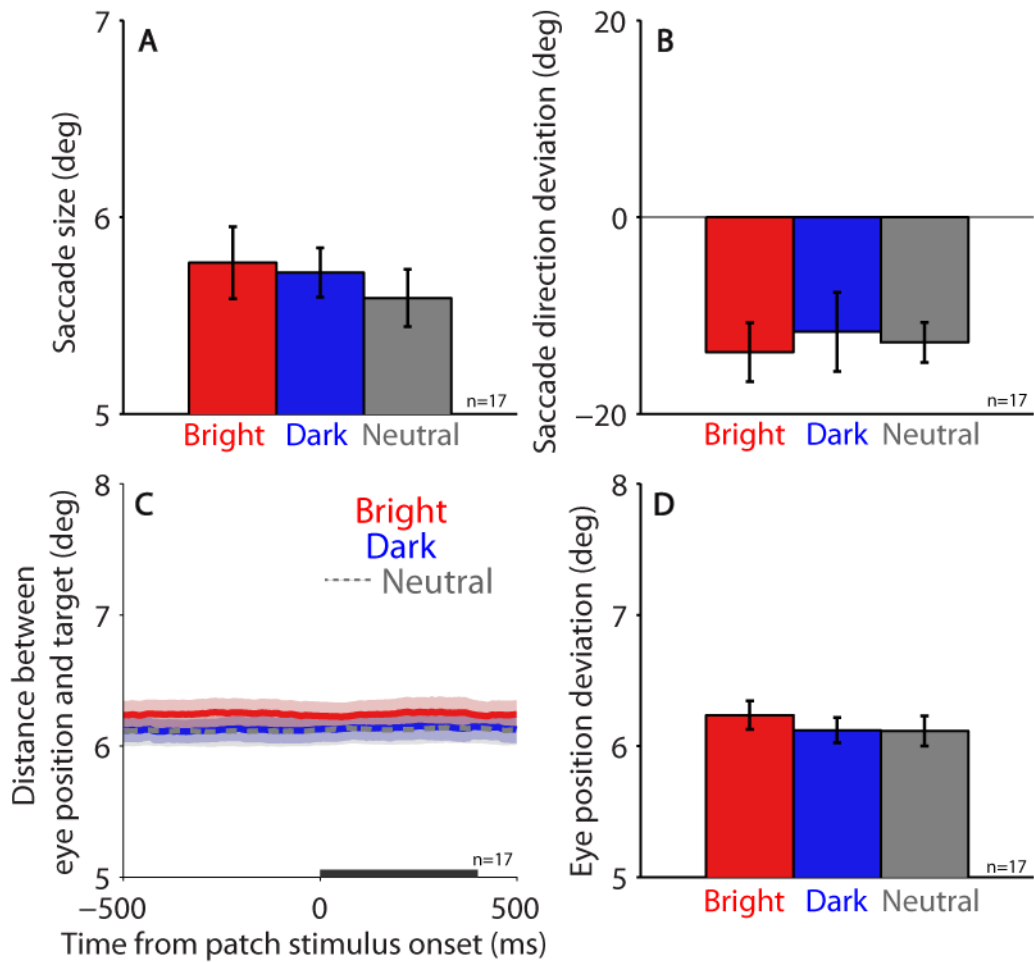 A
Saccade size (deg)
7
6
5
Bright Dark Neutral
n=17
B
Saccade direction deviation (deg)
20
0
−20
Bright Dark Neutral
n=17
C
Distance between
eye position and target (deg)
8
7
6
5
Bright
Dark
Neutral
n=17
−500 0 500
Time from patch stimulus onset (ms)
D
Eye position deviation (deg)
8
7
6
5
Bright Dark Neutral
n=17